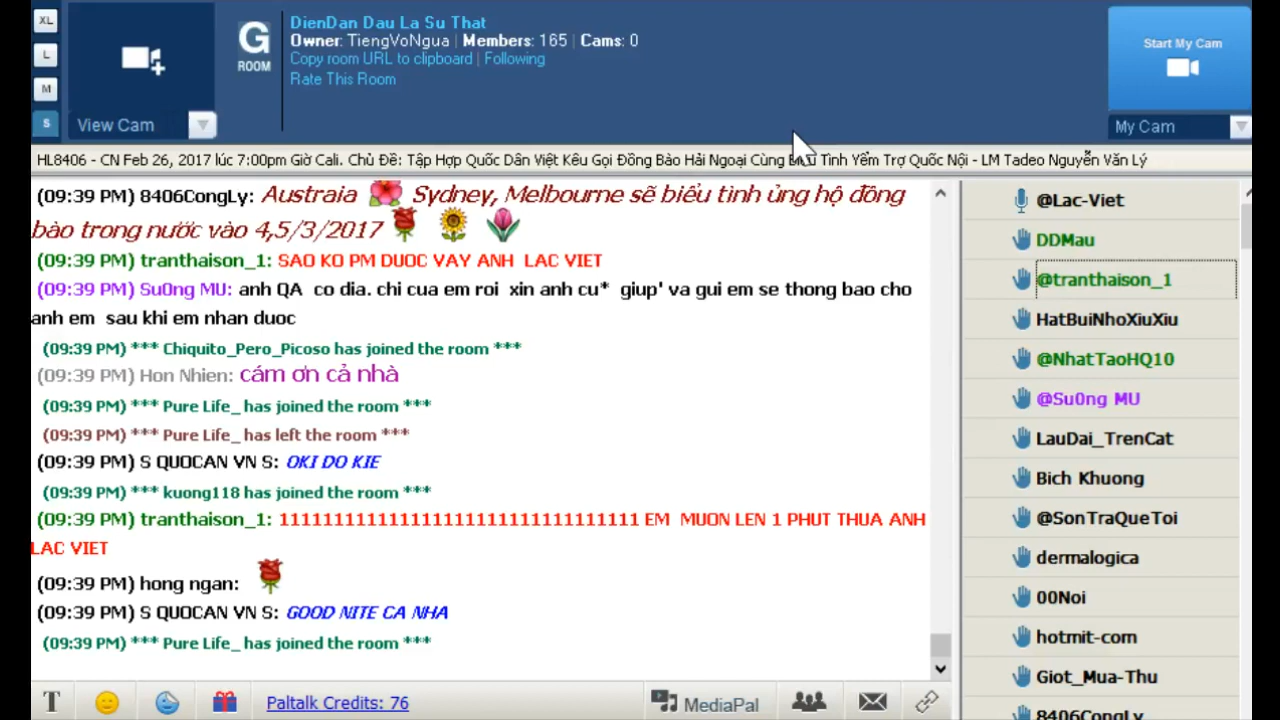 XL
L
M
S
View Cam
G
ROOM
DienDan Dau La Su That
Owner: TiengVoNgua | Members: 165 | Cams: 0
Copy room URL to clipboard | Following
Rate This Room
Start My Cam
My Cam
HL8406 - CN Feb 26, 2017 lúc 7:00pm Giờ Cali. Chủ Đề: Tập Hợp Quốc Dân Việt Kêu Gọi Đồng Bào Hải Ngoại Cùng Tình Yểm Trợ Quốc Nội - LM Tadeo Nguyễn Văn Lý
(09:39 PM) 8406CongLy: Austraia Sydney, Melbourne sẽ biểu tinh ủng hộ đồng
bào trong nước vào 4,5/3/2017
(09:39 PM) tranthaison_1: SAO KO PM DUOC VAY ANH LAC VIET
(09:39 PM) Su0ng MU: anh QA co dia. chi cua em roi xin anh cu* giup' va gui em se thong bao cho
anh em sau khi em nhan duoc
(09:39 PM) *** Chiquito_Pero_Picoso has joined the room ***
(09:39 PM) Hon Nhien: cám ơn cả nhà
(09:39 PM) *** Pure Life_ has joined the room ***
(09:39 PM) *** Pure Life_ has left the room ***
(09:39 PM) S QUOCAN VN S: OKI DO KIE
(09:39 PM) *** kuong118 has joined the room ***
(09:39 PM) tranthaison_1: 111111111111111111111111111111111 EM MUON LEN 1 PHUT THUA ANH
LAC VIET
(09:39 PM) hong ngan:
(09:39 PM) S QUOCAN VN S: GOOD NITE CA NHA
(09:39 PM) *** Pure Life_ has joined the room ***
@Lac-Viet
DDMau
@tranthaison_1
HatBuiNhoXiuXiu
@NhatTaoHQ10
@Su0ng MU
LauDai_TrenCat
Bich Khuong
@SonTraQueToi
dermalogica
00Noi
hotmit-com
Giot_Mua-Thu
8406CongLy
T
Paltalk Credits: 76
MediaPal